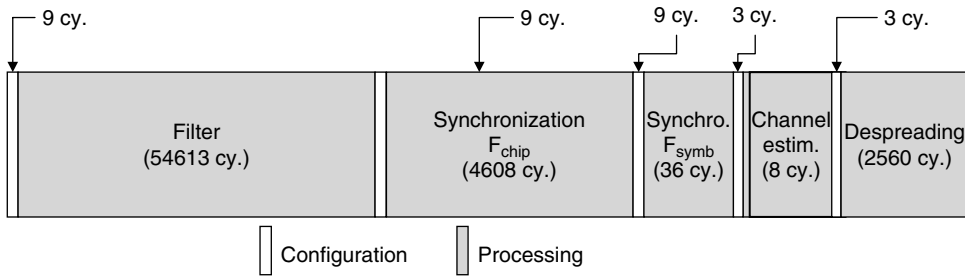 9 cy.
9 cy.
9 cy.
3 cy.
3 cy.
Filter
(54613 cy.)
Synchronization
Fchip
(4608 cy.)
Synchro.
Fsymb
(36 cy.)
Channel
estim.
(8 cy.)
Despreading
(2560 cy.)
Configuration
Processing